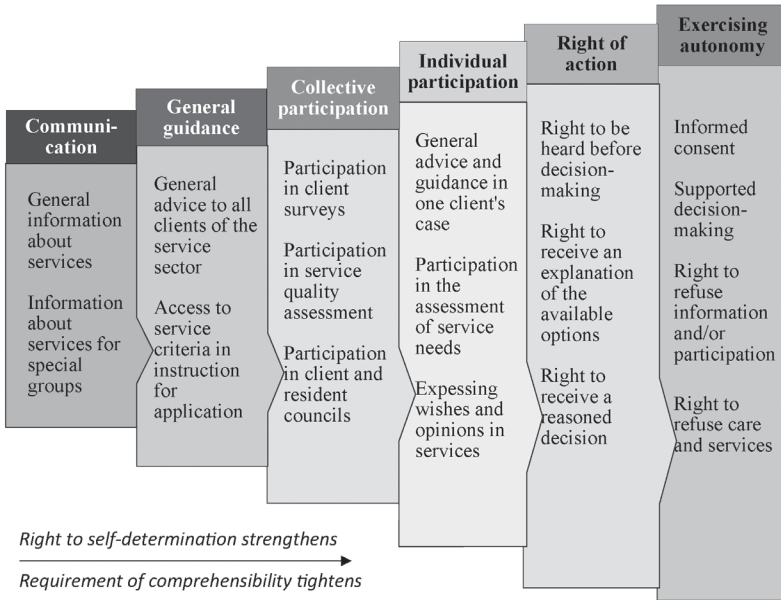 Communi-
cation
General
information
about
services
Information
about
services for
special
groups
General
guidance
General
advice to all
clients of the
service
sector
Access to
service
criteria in
instruction
for
application
Collective
participation
Participation
in client
surveys
Participation
in service
quality
assessment
Participation
in client and
resident
councils
Individual
participation
General
advice and
guidance in
one client's
case
Participation
in the
assessment
of service
needs
Expessing
wishes and
opinions in
services
Right of
action
Right to be
heard before
decision-
making
Right to
receive an
explanation
of the
available
options
Right to
receive a
reasoned
decision
Exercising
autonomy
Informed
consent
Supported
decision-
making
Right to
refuse
information
and/or
participation
Right to
refuse care
and services
Right to self-determination strengthens
Requirement of comprehensibility tightens